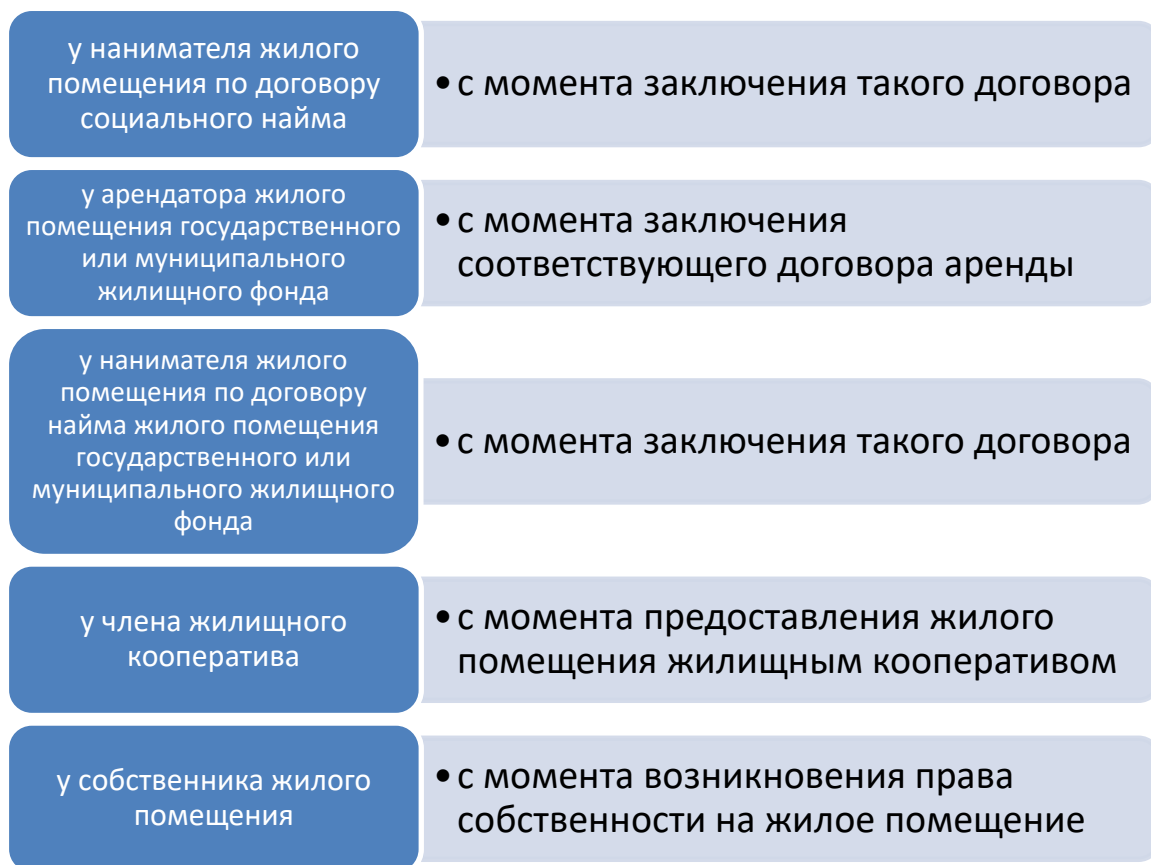 у нанимателя жилого
помещения по договору
социального найма
• с момента заключения такого договора
у арендатора жилого
помещения государственного
или муниципального
жилищного фонда
• с момента заключения
соответствующего договора аренды
у нанимателя жилого
помещения по договору
найма жилого помещения
государственного или
муниципального жилищного
фонда
• с момента заключения такого договора
у члена жилищного
кооператива
• с момента предоставления жилого
помещения жилищным кооперативом
у собственника жилого
помещения
• с момента возникновения права
собственности на жилое помещение